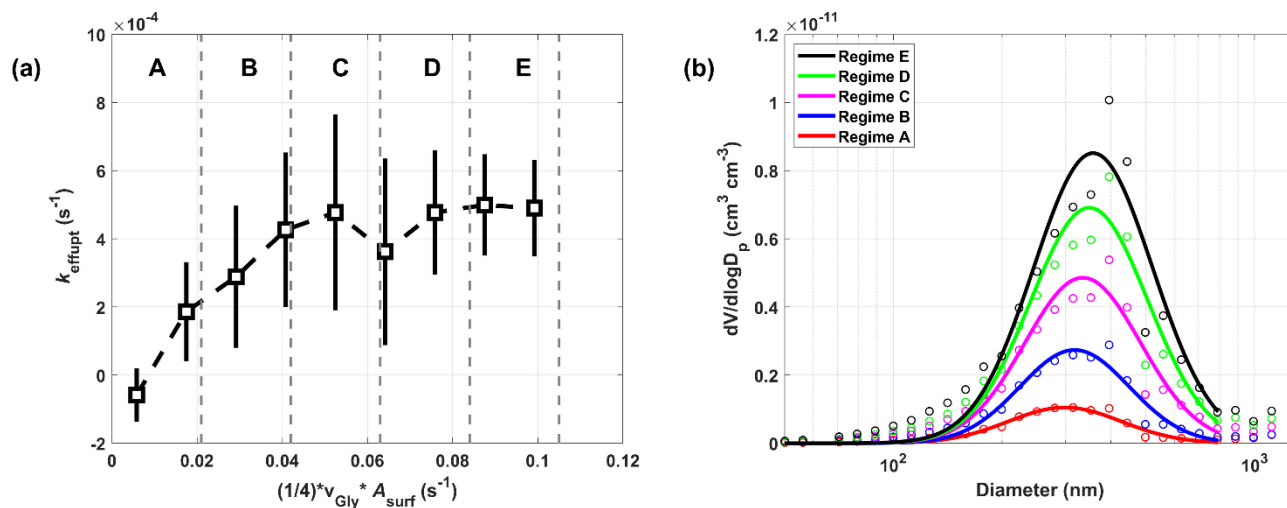 (a)
×10⁻⁴
10
8
6
4
2
0
-2
k_effupt (s⁻¹)
A B C D E
0 0.02 0.04 0.06 0.08 0.1 0.12
(1/4)*v_Gly* A_surf (s⁻¹)
(b)
×10⁻¹¹
1.2
1
0.8
0.6
0.4
0.2
0
dV/dlogD_p (cm³ cm⁻³)
Regime E
Regime D
Regime C
Regime B
Regime A
10² 10³
Diameter (nm)